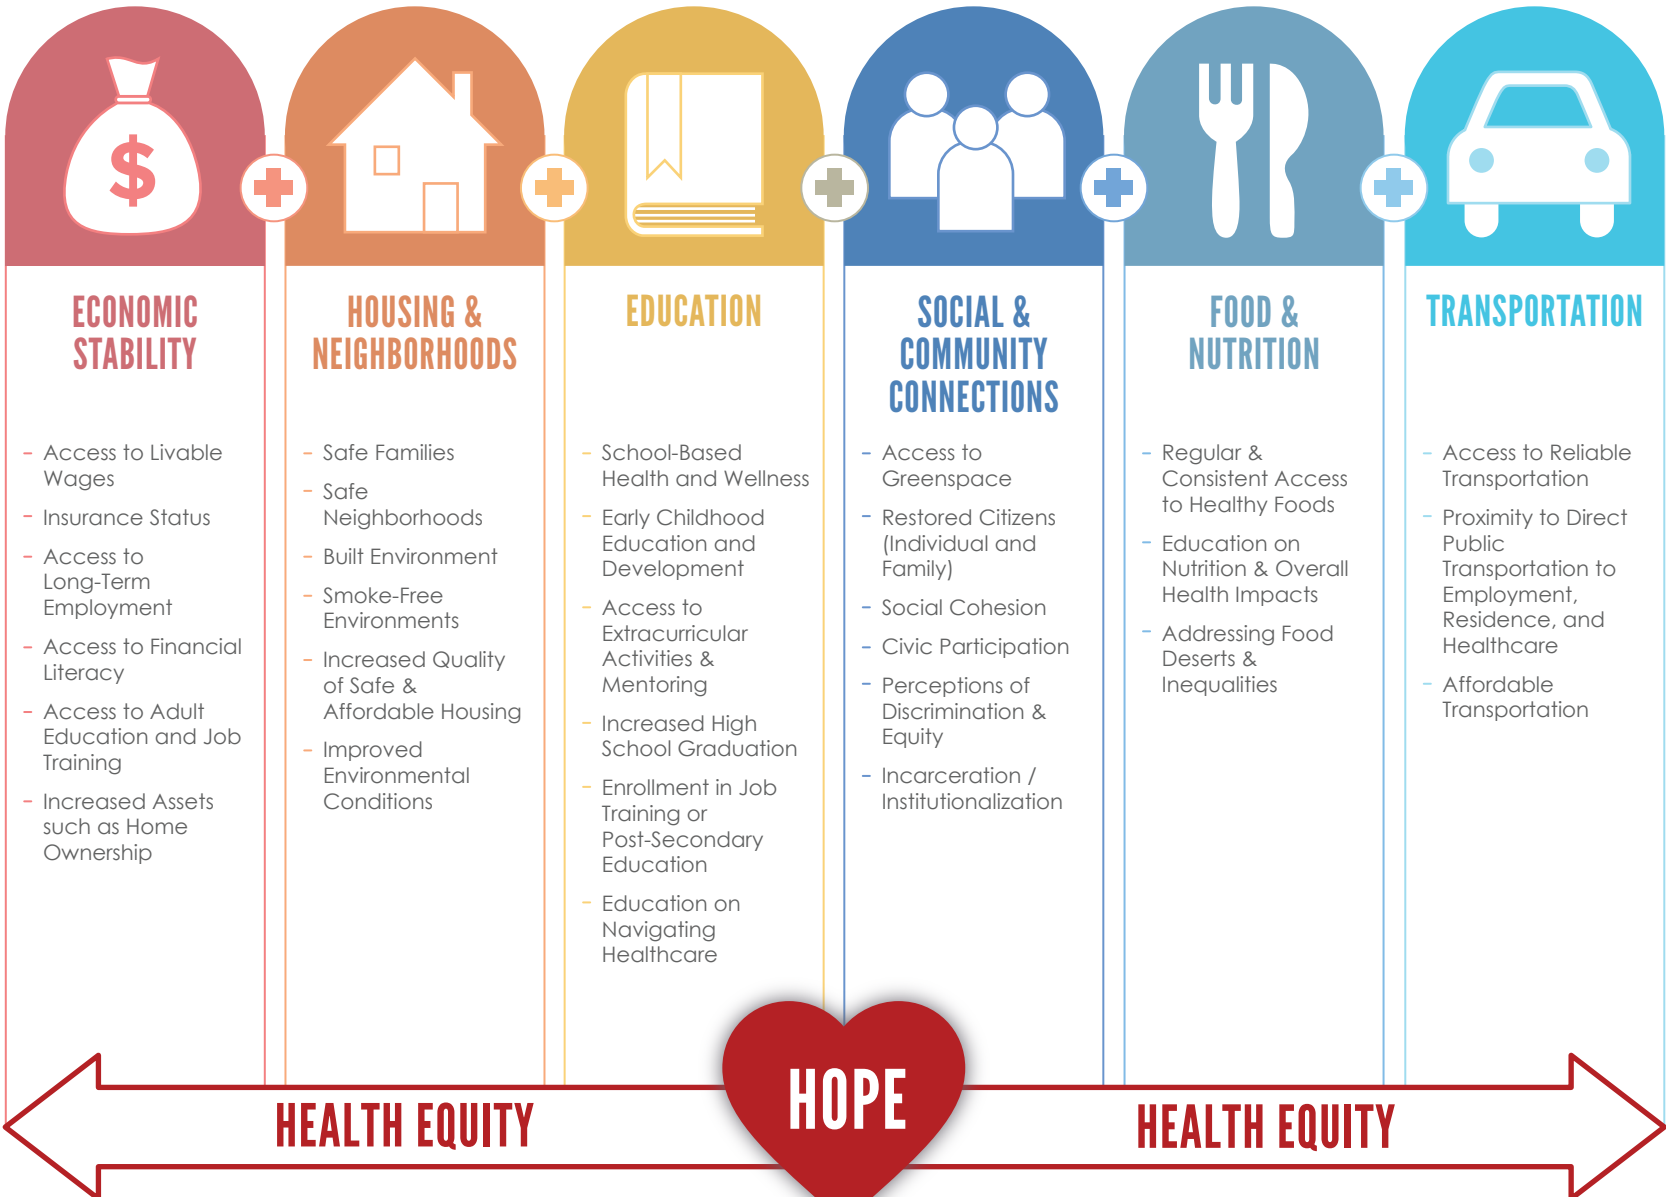 $
ECONOMIC
STABILITY
- Access to Livable
Wages
- Insurance Status
- Access to
Long-Term
Employment
- Access to Financial
Literacy
- Access to Adult
Education and Job
Training
- Increased Assets
such as Home
Ownership
HOUSING &
NEIGHBORHOODS
- Safe Families
- Safe
Neighborhoods
- Built Environment
- Smoke-Free
Environments
- Increased Quality
of Safe &
Affordable Housing
- Improved
Environmental
Conditions
EDUCATION
- School-Based
Health and Wellness
- Early Childhood
Education and
Development
- Access to
Extracurricular
Activities &
Mentoring
- Increased High
School Graduation
- Enrollment in Job
Training or
Post-Secondary
Education
- Education on
Navigating
Healthcare
SOCIAL &
COMMUNITY
CONNECTIONS
- Access to
Greenspace
- Restored Citizens
(Individual and
Family)
- Social Cohesion
- Civic Participation
- Perceptions of
Discrimination &
Equity
- Incarceration /
Institutionalization
FOOD &
NUTRITION
- Regular &
Consistent Access
to Healthy Foods
- Education on
Nutrition & Overall
Health Impacts
- Addressing Food
Deserts &
Inequalities
TRANSPORTATION
- Access to Reliable
Transportation
- Proximity to Direct
Public
Transportation to
Employment,
Residence, and
Healthcare
- Affordable
Transportation
HEALTH EQUITY
HOPE
HEALTH EQUITY